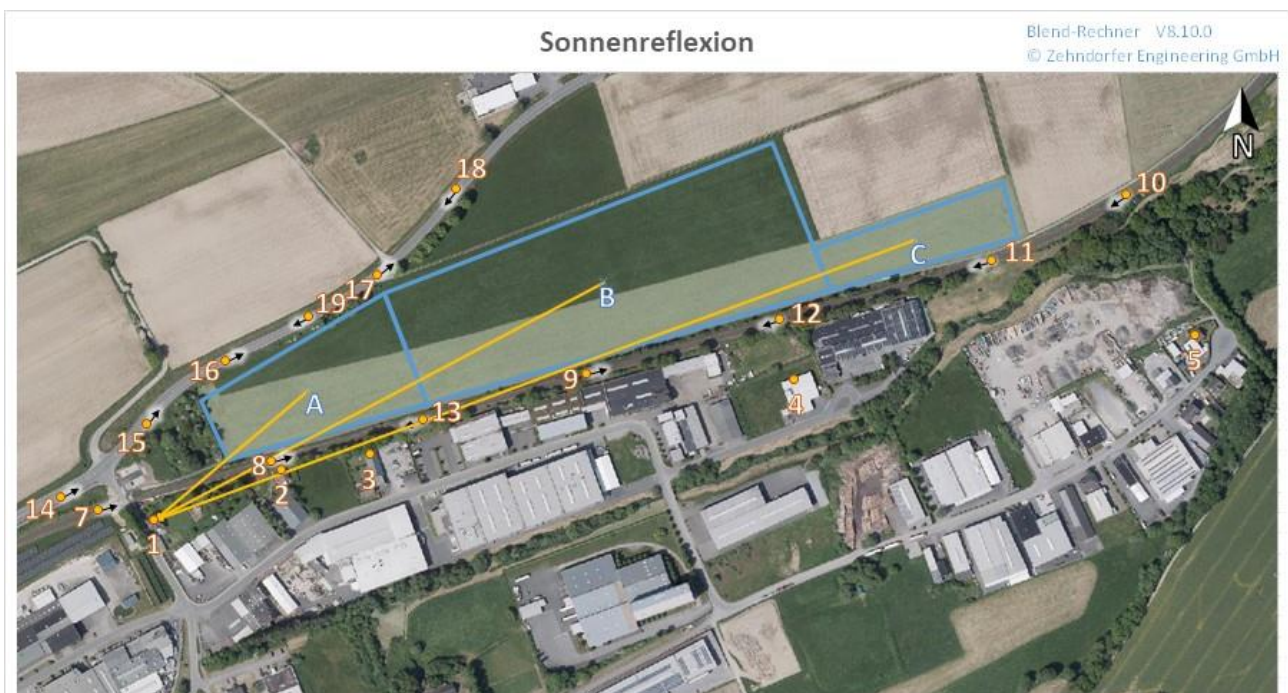 Sonnenreflexion
Blend-Rechner V8.10.0
© Zehndorfer Engineering GmbH
N
18
10
17
11
19
B
C
12
16
5
9
4
A
15
13
8
3
2
14
7
1